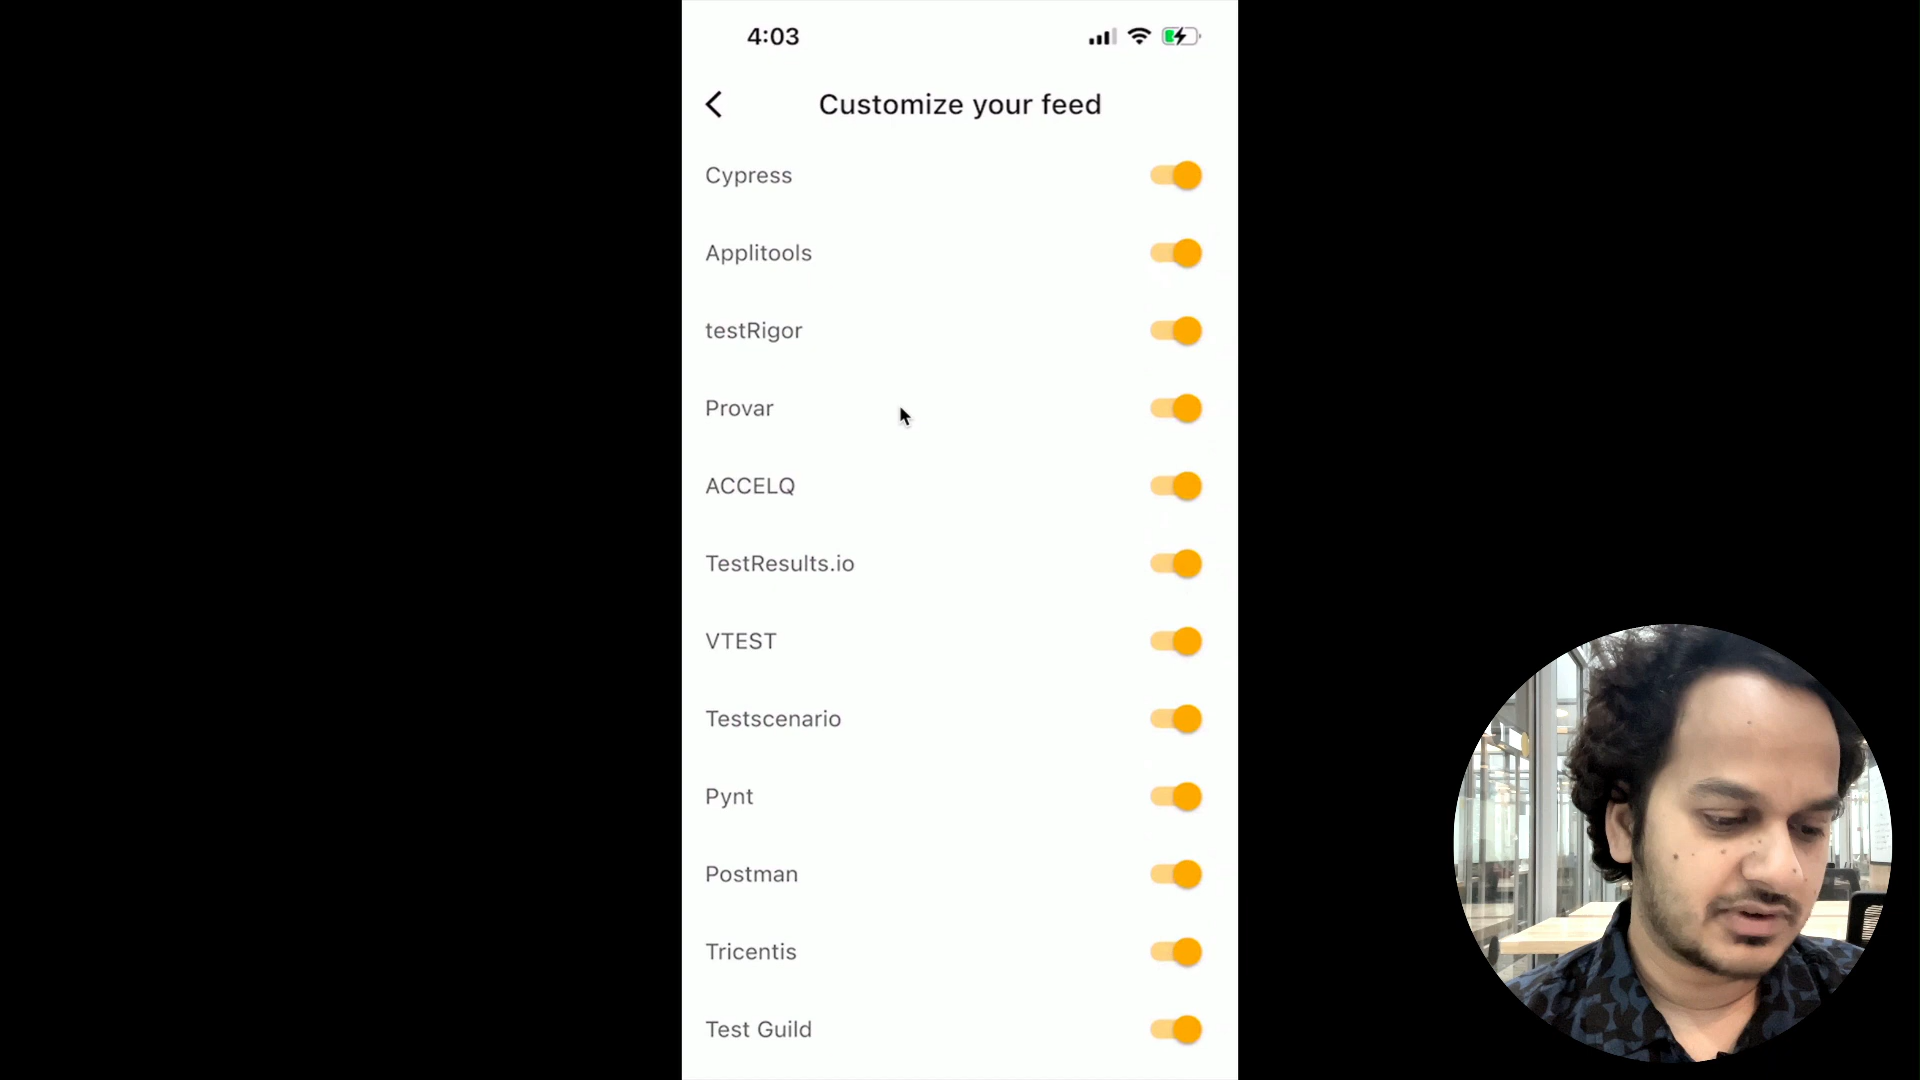 4:03
Customize your feed
Cypress
Applitools
testRigor
Provar
ACCELQ
TestResults.io
VTEST
Testscenario
Pynt
Postman
Tricentis
Test Guild